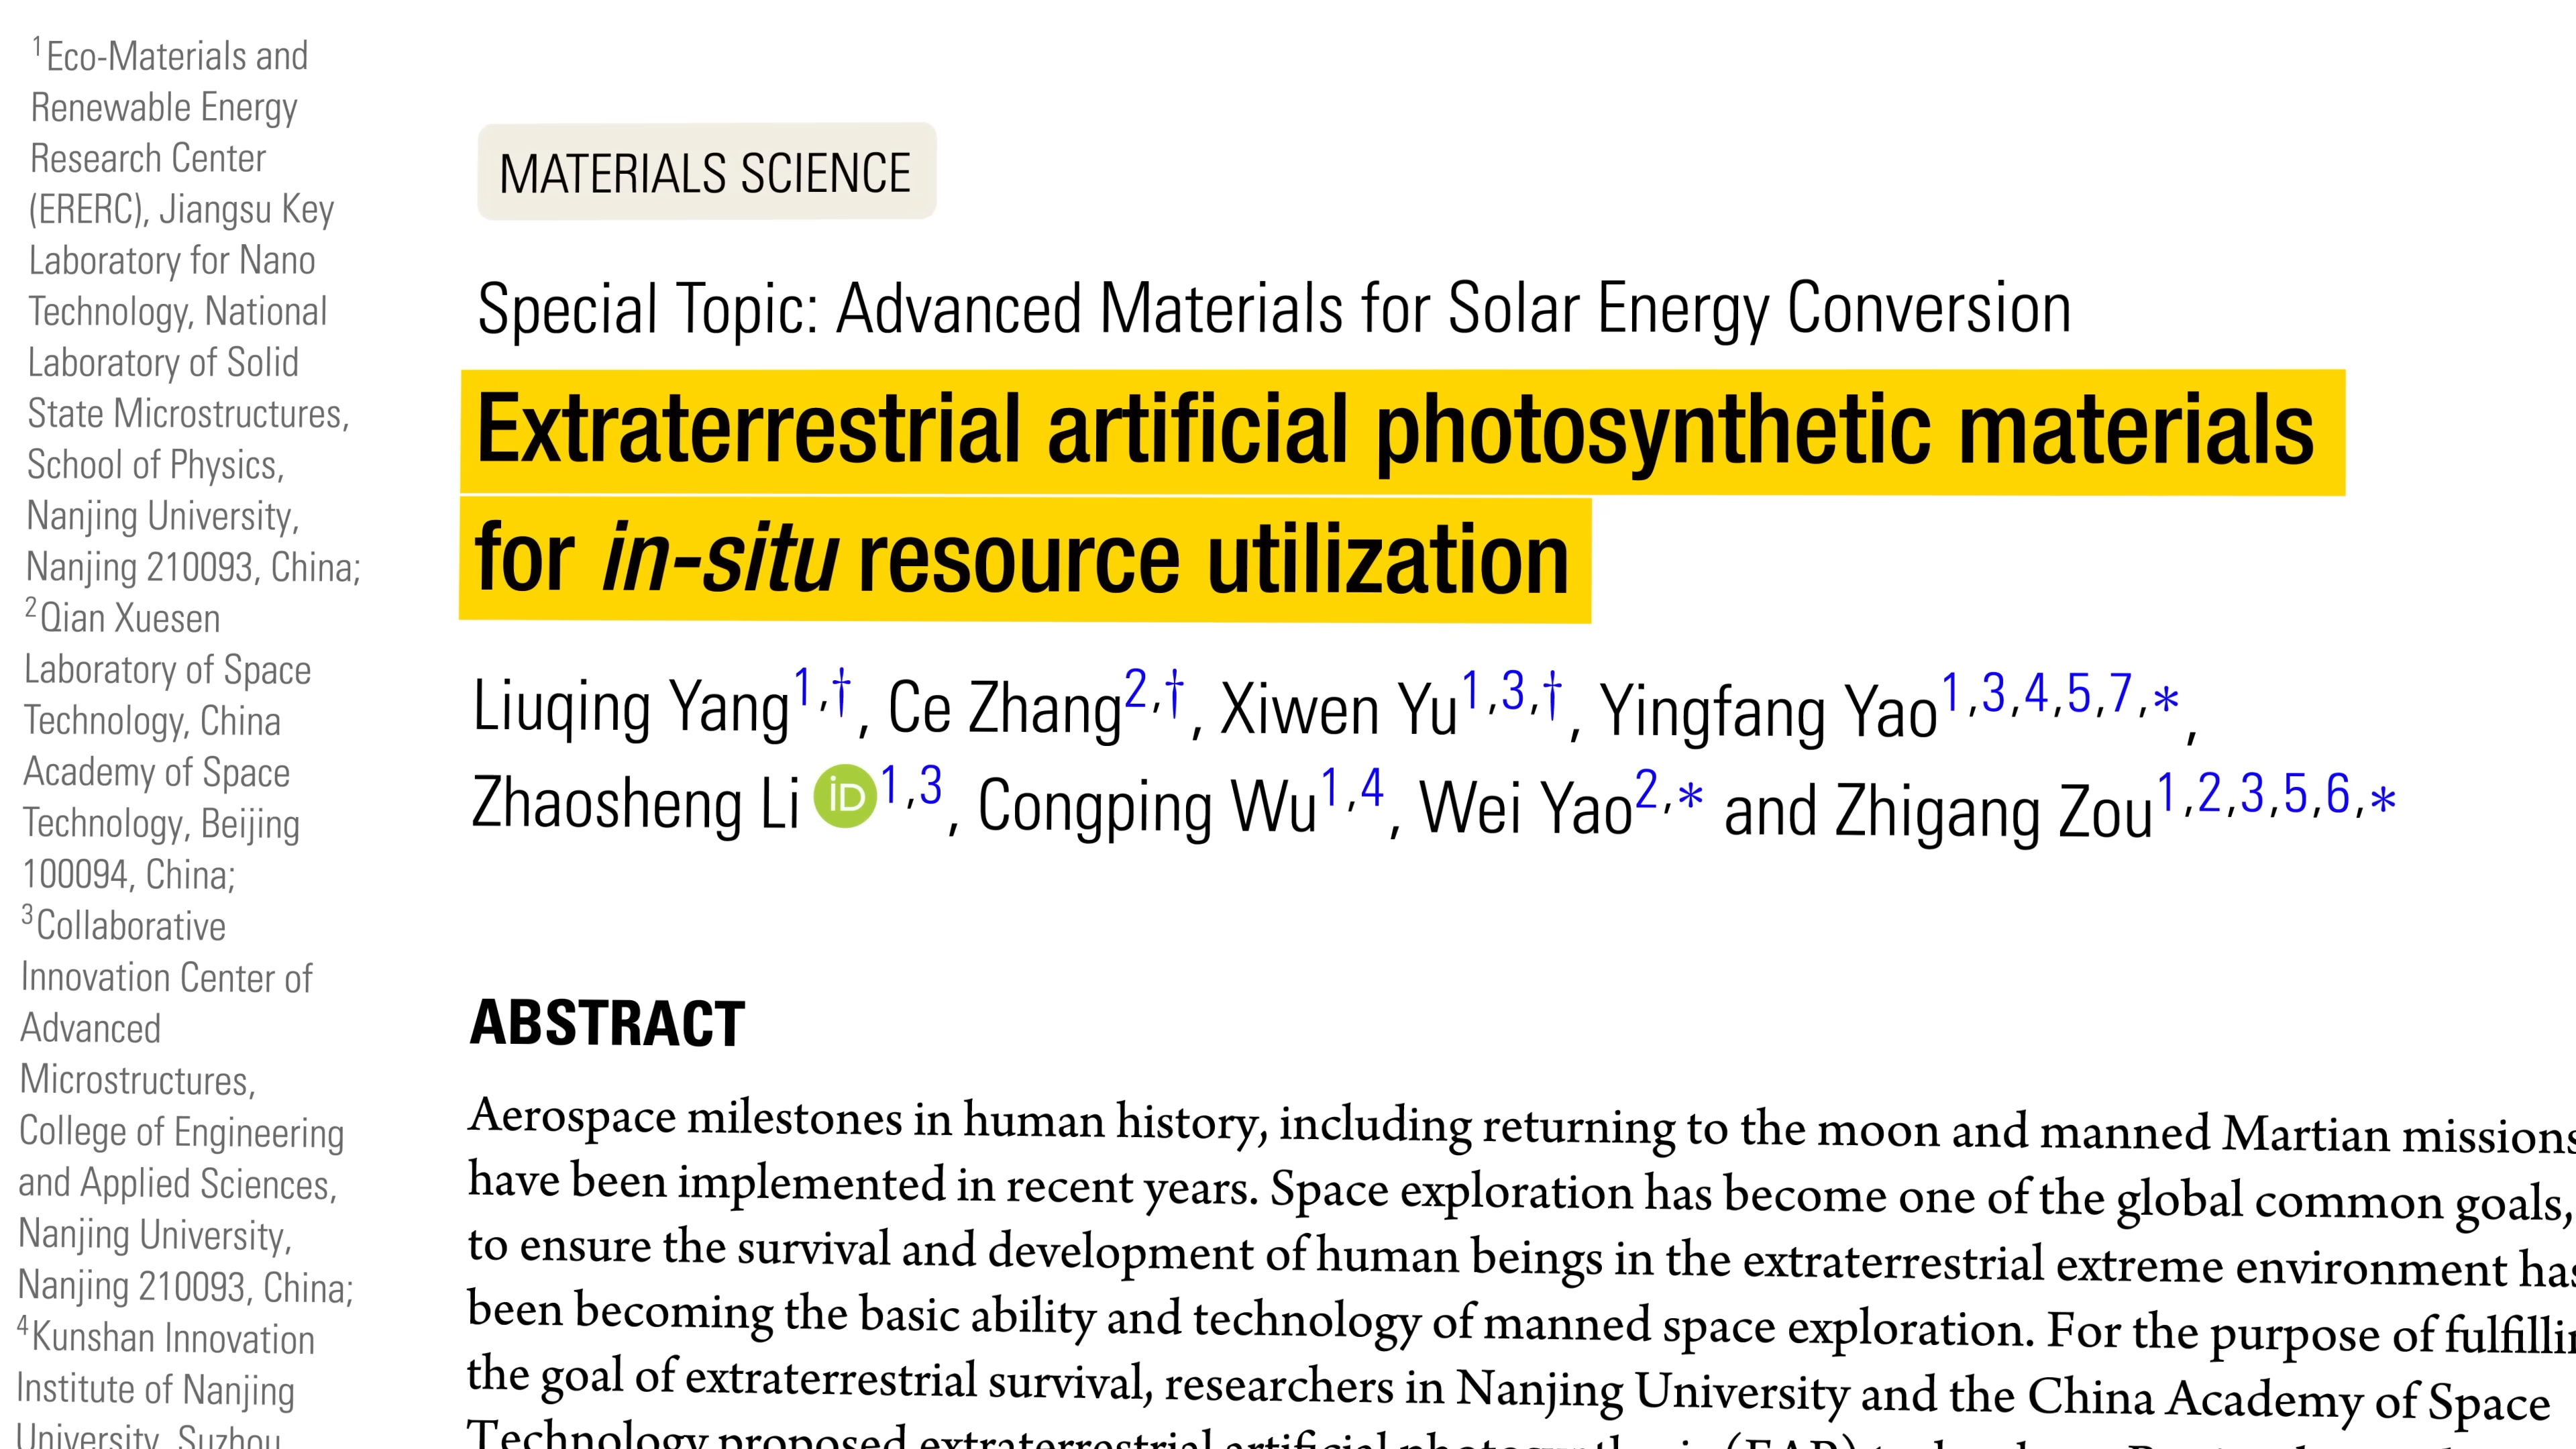 ¹Eco-Materials and
Renewable Energy
Research Center
(ERERC), Jiangsu Key
Laboratory for Nano
Technology, National
Laboratory of Solid
State Microstructures,
School of Physics,
Nanjing University,
Nanjing 210093, China;
²Qian Xuesen
Laboratory of Space
Technology, China
Academy of Space
Technology, Beijing
100094, China;
³Collaborative
Innovation Center of
Advanced
Microstructures,
College of Engineering
and Applied Sciences,
Nanjing University,
Nanjing 210093, China;
⁴Kunshan Innovation
Institute of Nanjing
University, Suzhou
MATERIALS SCIENCE
Special Topic: Advanced Materials for Solar Energy Conversion
Extraterrestrial artificial photosynthetic materials
for in-situ resource utilization
Liuqing Yang¹,†, Ce Zhang²,†, Xiwen Yu¹,³,†, Yingfang Yao¹,³,⁴,⁵,⁷,*,
Zhaosheng Li iD ¹,³, Congping Wu¹,⁴, Wei Yao²,* and Zhigang Zou¹,²,³,⁵,⁶,*
ABSTRACT
Aerospace milestones in human history, including returning to the moon and manned Martian missions
have been implemented in recent years. Space exploration has become one of the global common goals,
to ensure the survival and development of human beings in the extraterrestrial extreme environment has
been becoming the basic ability and technology of manned space exploration. For the purpose of
the goal of extraterrestrial survival, researchers in Nanjing University and the China Academy of Space
Technology proposed extraterrestrial artificial photosynthesis (EAP)